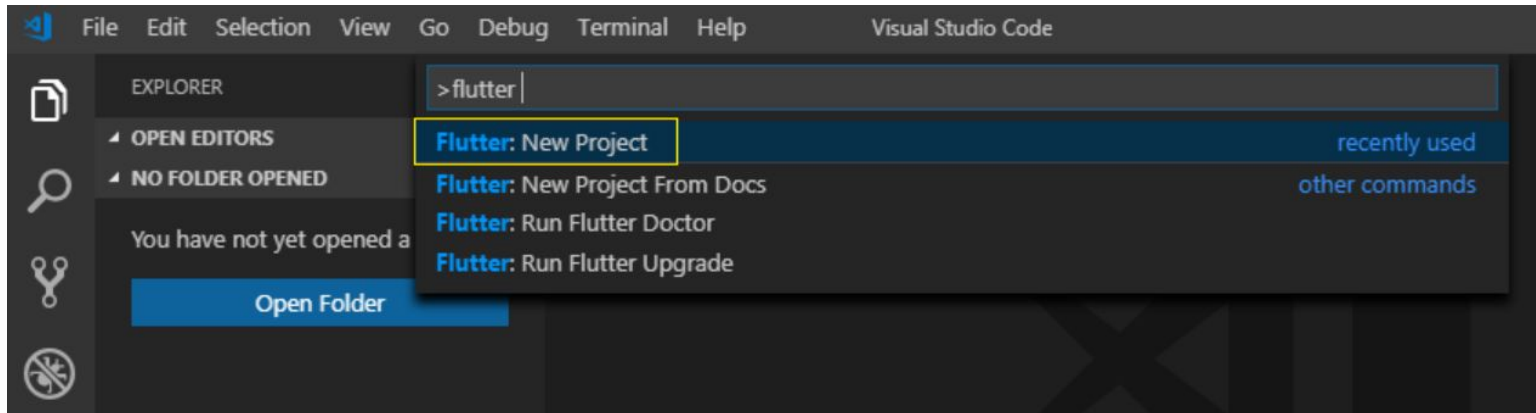 File Edit Selection View Go Debug Terminal Help Visual Studio Code
EXPLORER
>flutter
OPEN EDITORS
Flutter: New Project recently used
NO FOLDER OPENED
Flutter: New Project From Docs other commands
Flutter: Run Flutter Doctor
You have not yet opened a
Flutter: Run Flutter Upgrade
Open Folder